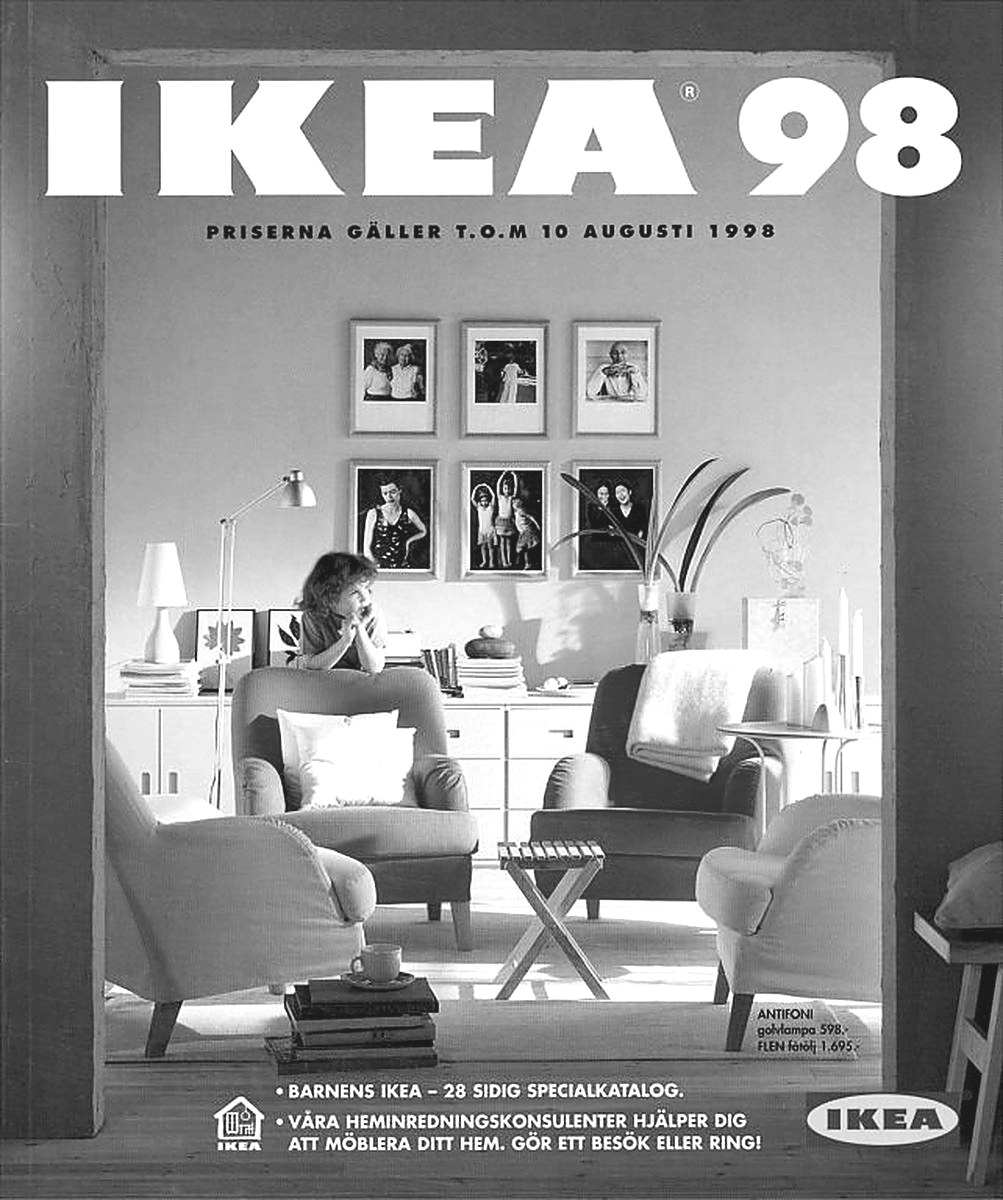 IKEA® 98
PRISERNA GÄLLER T.O.M 10 AUGUSTI 1998
ANTIFONI
golvlampa 598.-
FLEN fåtölj 1.695.-
• BARNENS IKEA – 28 SIDIG SPECIALKATALOG.
• VÅRA HEMINREDNINGSKONSULENTER HJÄLPER DIG
ATT MÖBLERA DITT HEM. GÖR ETT BESÖK ELLER RING!
IKEA
IKEA